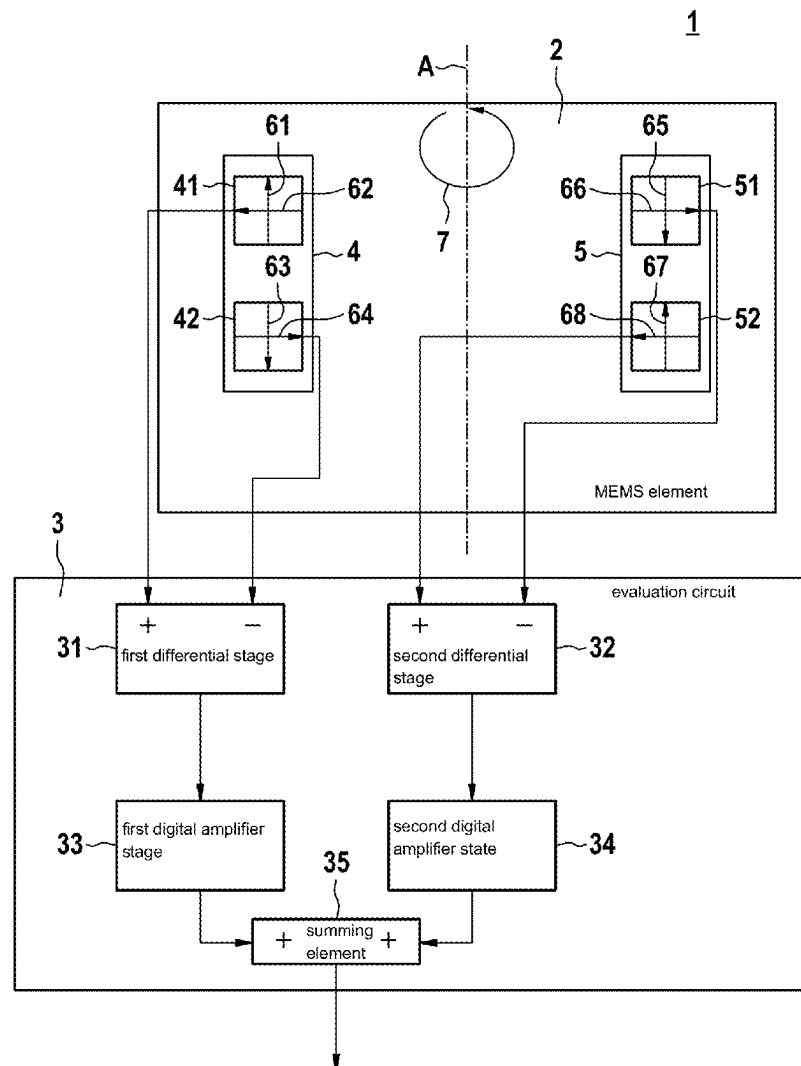 1
A
2
61
65
41
62
66
51
7
4
63
5
67
42
64
68
52
MEMS element
3
evaluation circuit
+ −
+ −
31
first differential stage
second differential
stage
32
33
first digital amplifier
stage
second digital
amplifier state
34
35
+ summing +
element